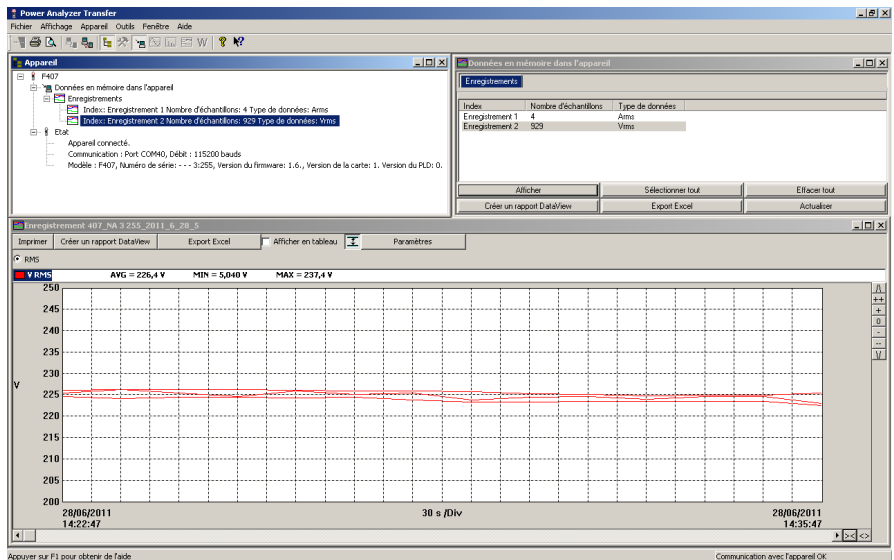 Power Analyzer Transfer
Fichier Affichage Appareil Outils Fenêtre Aide
W ?
Appareil
F407
Données en mémoire dans l'appareil
Enregistrements
Index: Enregistrement 1 Nombre d'échantillons: 4 Type de données: Arms
Index: Enregistrement 2 Nombre d'échantillons: 929 Type de données: Vrms
Etat
Appareil connecté.
Communication : Port COM40, Débit : 115200 bauds
Modèle : F407, Numéro de série: - - - 3:255, Version du firmware: 1.6., Version de la carte: 1. Version du PLD: 0.
Données en mémoire dans l'appareil
Enregistrements
Index Nombre d'échantillons Type de données
Enregistrement 1 4 Arms
Enregistrement 2 929 Vrms
Afficher Sélectionner tout Effacer tout
Créer un rapport DataView Export Excel Actualiser
Enregistrement 407_NA 3 255_2011_6_28_5
Imprimer Créer un rapport DataView Export Excel Afficher en tableau Paramètres
RMS
V RMS AVG = 226,4 V MIN = 5,040 V MAX = 237,4 V
250
245
240
235
230
V
225
220
215
210
205
200
28/06/2011 30 s /Div 28/06/2011
14:22:47 14:35:47
/\
++
+
0
-
--
\/
>< <>
Appuyer sur F1 pour obtenir de l'aide Communication avec l'appareil OK